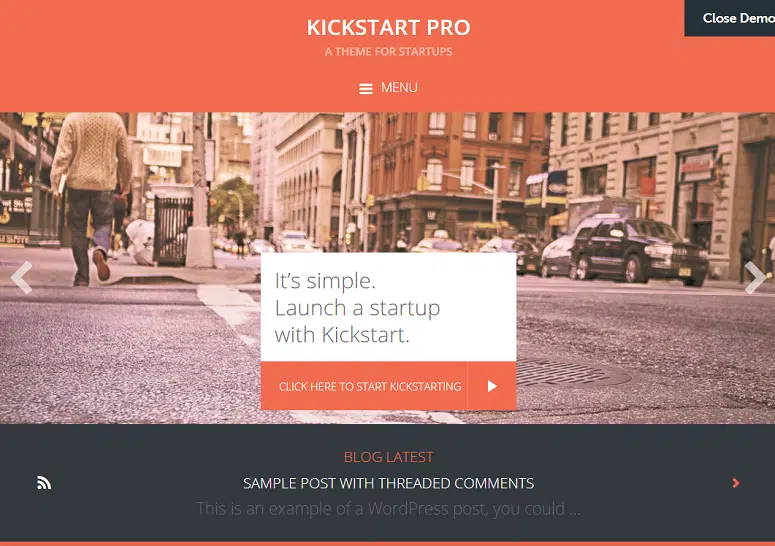 KICKSTART PRO
Close Demo
A THEME FOR STARTUPS
MENU
It’s simple.
Launch a startup
with Kickstart.
CLICK HERE TO START KICKSTARTING
BLOG LATEST
SAMPLE POST WITH THREADED COMMENTS
This is an example of a WordPress post, you could ...